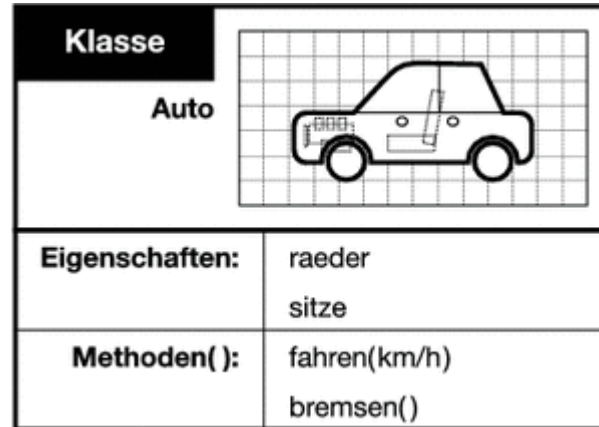 Klasse
Auto
Eigenschaften: raeder
sitze
Methoden( ): fahren(km/h)
bremsen()